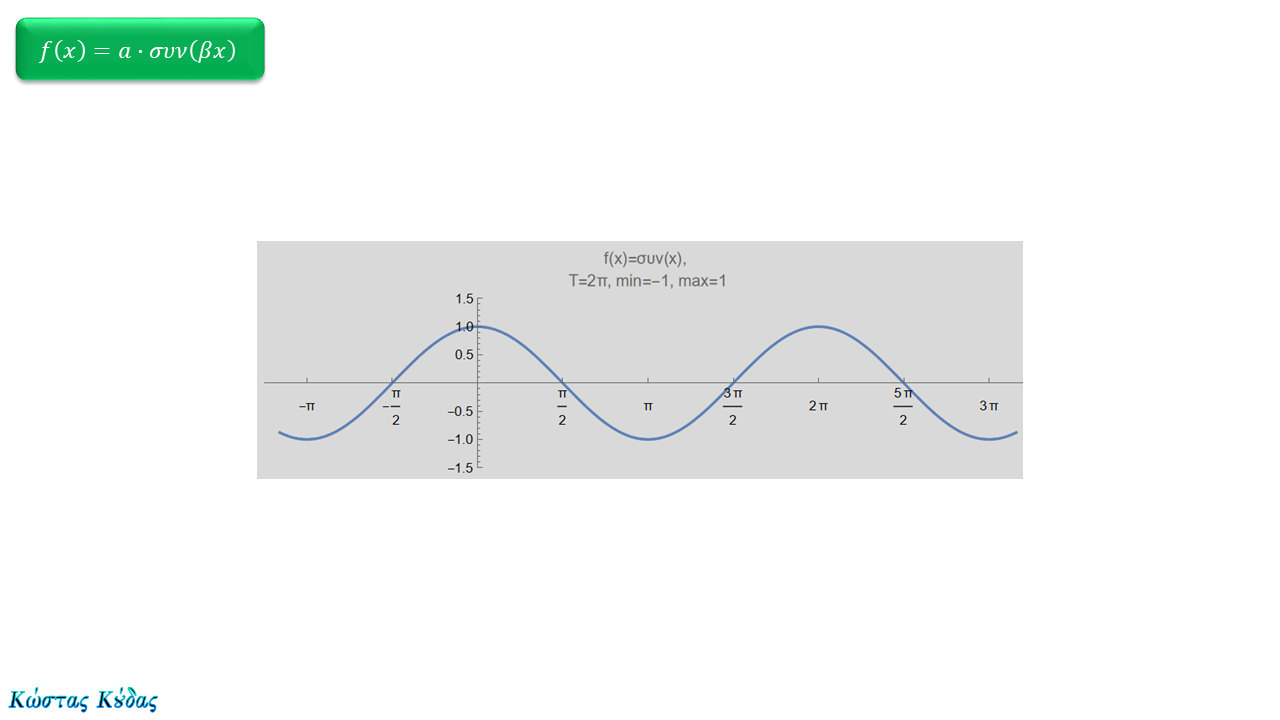 f(x) = a · συν(βx)
f(x)=συν(x),
T=2π, min=−1, max=1
1.5
1.0
0.5
−0.5
−1.0
−1.5
−π
−π/2
π/2
π
3π/2
2π
5π/2
3π
Κώστας Κύδας